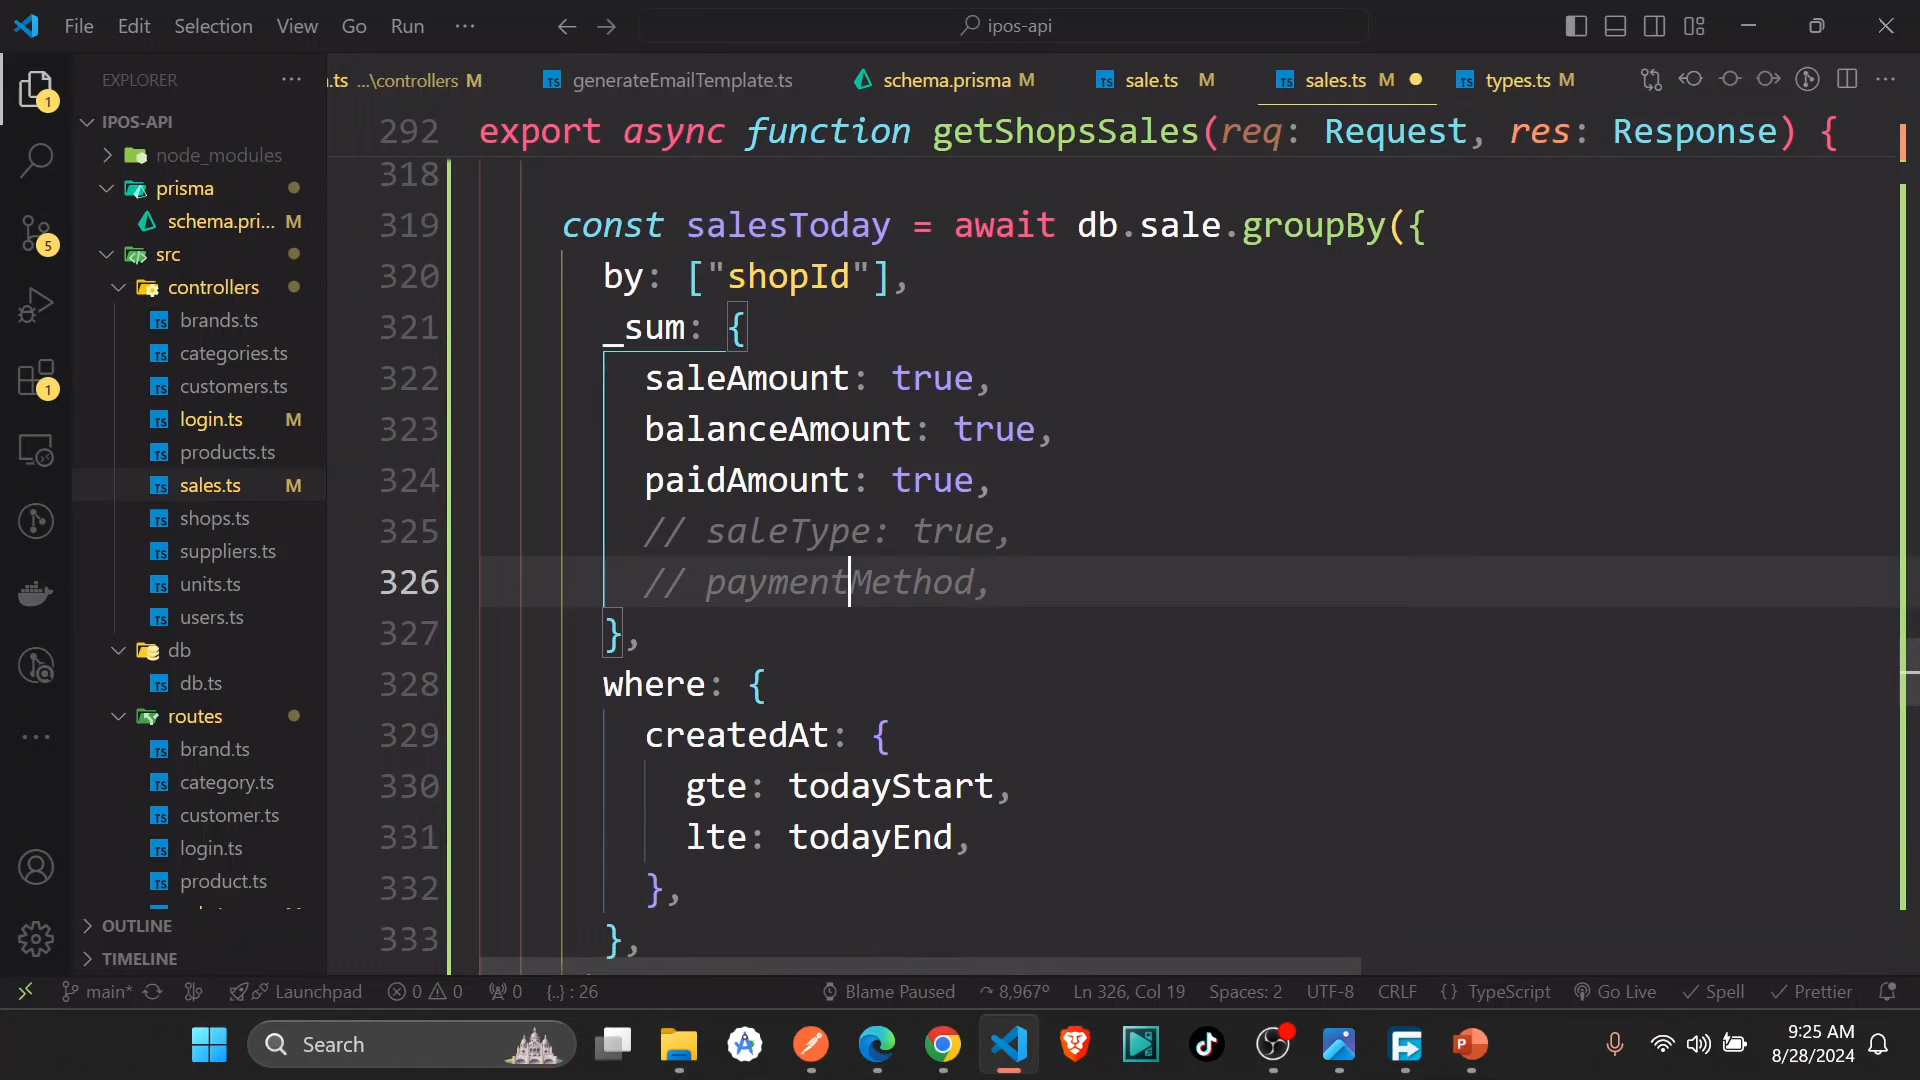 File Edit Selection View Go Run ipos-api
EXPLORER
.ts ...\controllers M generateEmailTemplate.ts schema.prisma M sale.ts M sales.ts M types.ts M
IPOS-API
node_modules
prisma
schema.pri... M
src
controllers
brands.ts
categories.ts
customers.ts
login.ts M
products.ts
sales.ts M
shops.ts
suppliers.ts
units.ts
users.ts
db
db.ts
routes
brand.ts
category.ts
customer.ts
login.ts
product.ts
OUTLINE
TIMELINE
1
5
1
292 export async function getShopsSales(req: Request, res: Response) {
318
319 const salesToday = await db.sale.groupBy({
320 by: ["shopId"],
321 _sum: {
322 saleAmount: true,
323 balanceAmount: true,
324 paidAmount: true,
325 // saleType: true,
326 // paymentMethod,
327 },
328 where: {
329 createdAt: {
330 gte: todayStart,
331 lte: todayEnd,
332 },
333 },
main* Launchpad 0 0 0 {..} : 26 Blame Paused 8,967º Ln 326, Col 19 Spaces: 2 UTF-8 CRLF {} TypeScript Go Live Spell Prettier
Search
9:25 AM
8/28/2024